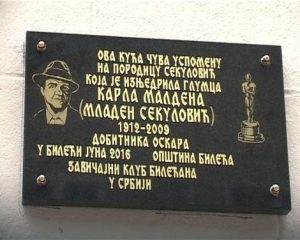 ОВА КУЋА ЧУВА УСПОМЕНУ
НА ПОРОДИЦУ СЕКУЛОВИЋ
КОЈА ЈЕ ИЗЊЕДРИЛА ГЛУМЦА
КАРЛА МАЛДЕНА
(МЛАДЕН СЕКУЛОВИЋ)
1912-2009
ДОБИТНИКА ОСКАРА
У БИЛЕЋИ ЈУНА 2016 ОПШТИНА БИЛЕЋА
ЗАВИЧАЈНИ КЛУБ БИЛЕЋАНА
У СРБИЈИ